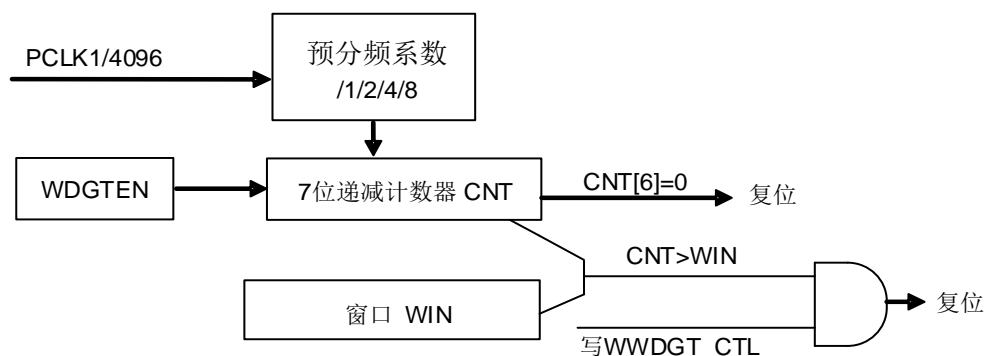 PCLK1/4096
预分频系数
/1/2/4/8
WDGTEN
7位递减计数器 CNT
CNT[6]=0
复位
CNT>WIN
窗口 WIN
复位
写WWDGT_CTL